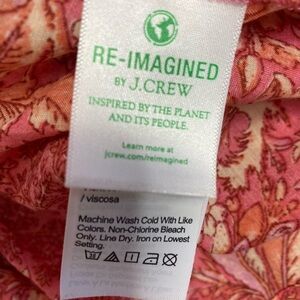 RE-IMAGINED
BY J.CREW
INSPIRED BY THE PLANET
AND ITS PEOPLE.
Learn more at
jcrew.com/reimagined
/ viscosa
Machine Wash Cold With Like
Colors. Non-Chlorine Bleach
Only. Line Dry. Iron on Lowest
Setting.